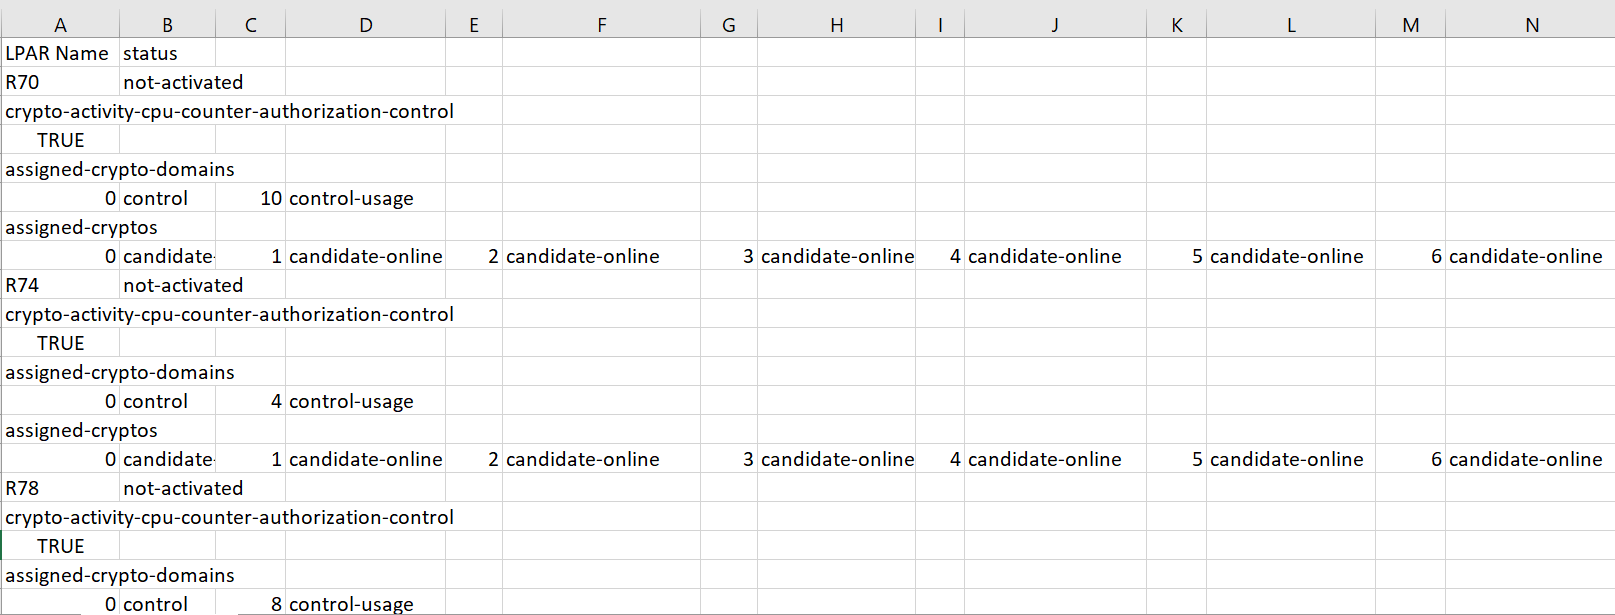 A B C D E F G H I J K L M N
LPAR Name status
R70 not-activated
crypto-activity-cpu-counter-authorization-control
TRUE
assigned-crypto-domains
0 control 10 control-usage
assigned-cryptos
0 candidate- 1 candidate-online 2 candidate-online 3 candidate-online 4 candidate-online 5 candidate-online 6 candidate-online
R74 not-activated
crypto-activity-cpu-counter-authorization-control
TRUE
assigned-crypto-domains
0 control 4 control-usage
assigned-cryptos
0 candidate- 1 candidate-online 2 candidate-online 3 candidate-online 4 candidate-online 5 candidate-online 6 candidate-online
R78 not-activated
crypto-activity-cpu-counter-authorization-control
TRUE
assigned-crypto-domains
0 control 8 control-usage